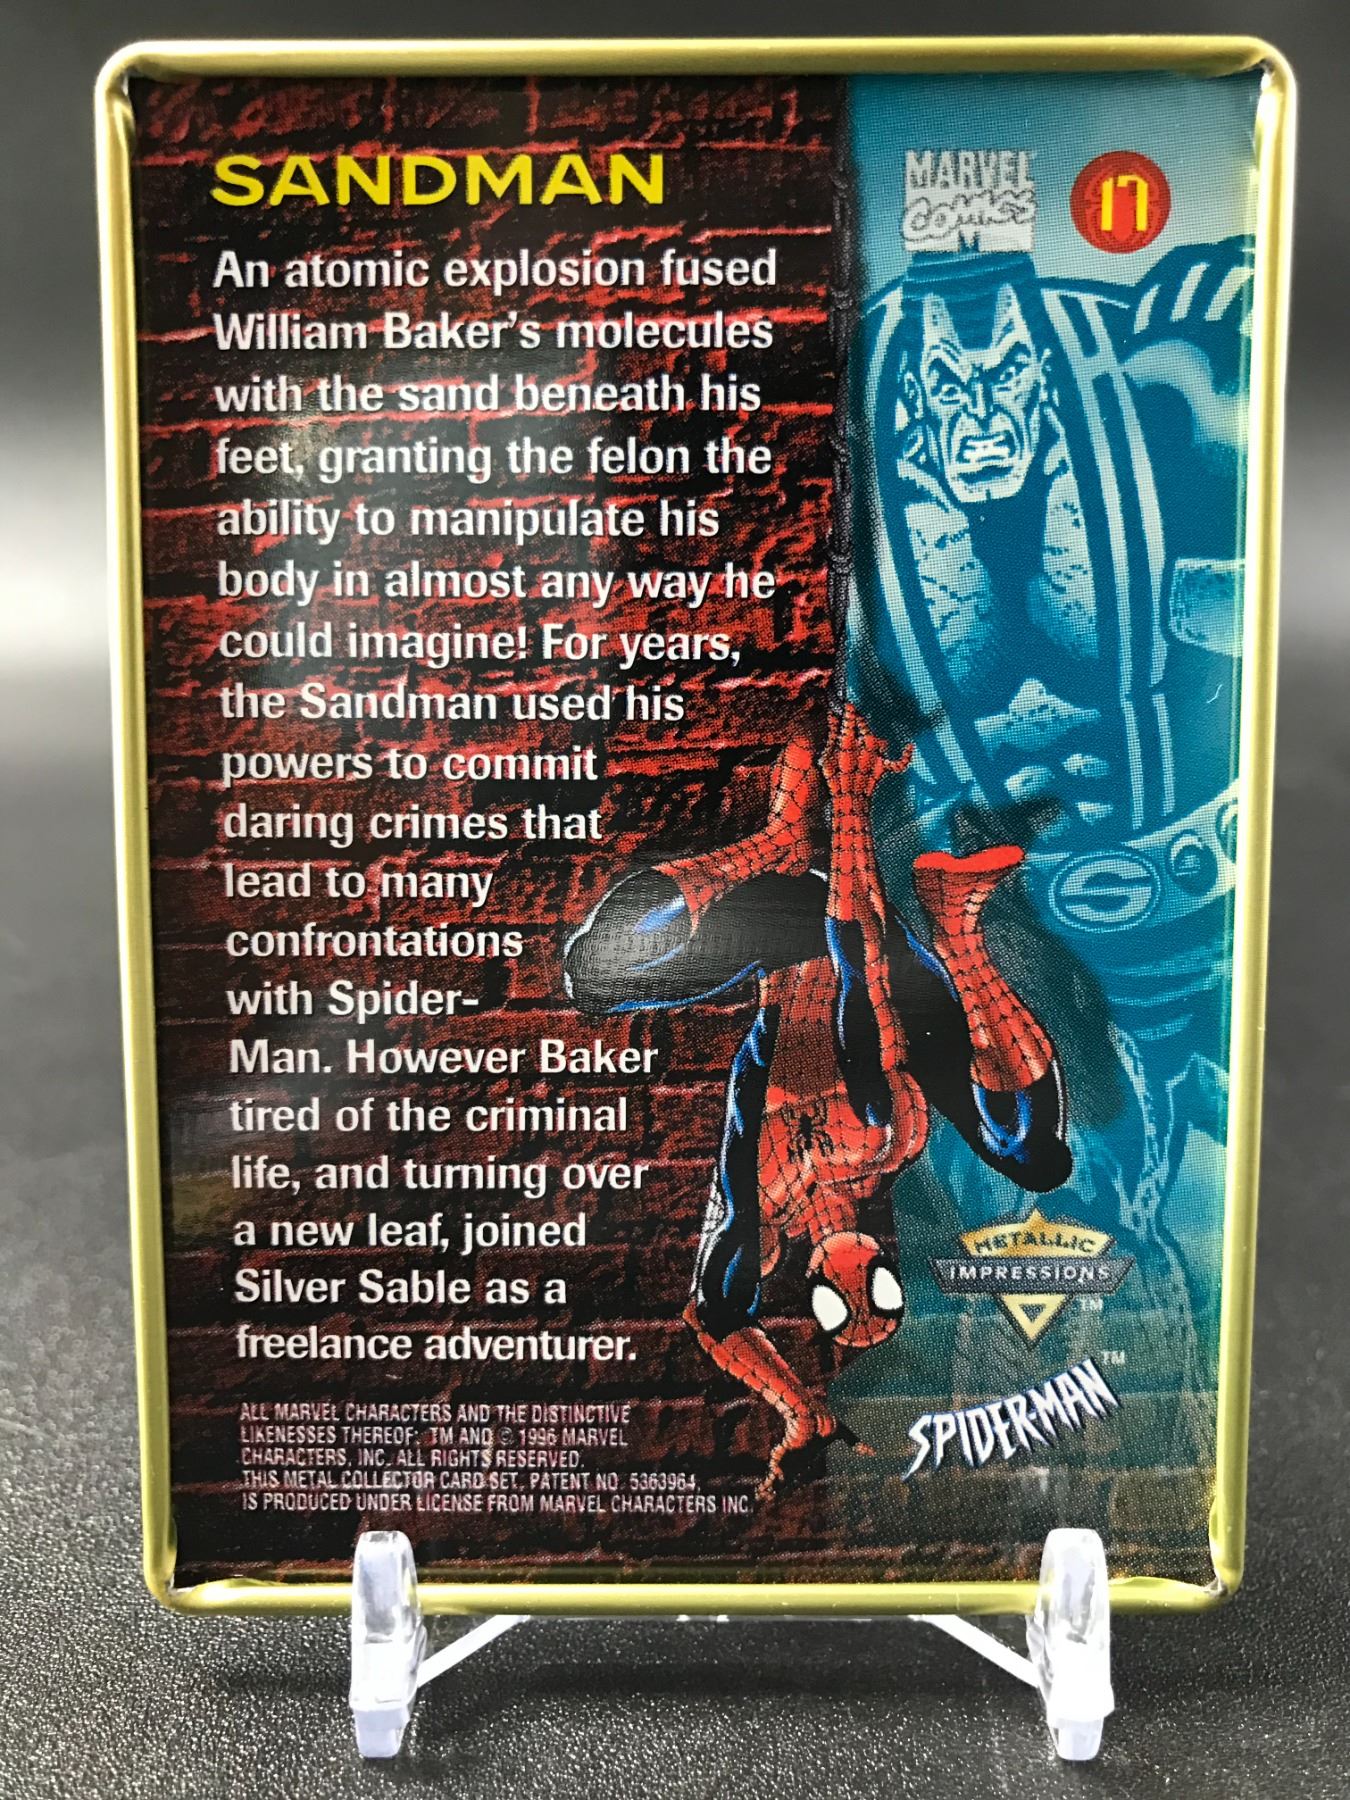 SANDMAN
An atomic explosion fused
William Baker's molecules
with the sand beneath his
feet, granting the felon the
ability to manipulate his
body in almost any way he
could imagine! For years,
the Sandman used his
powers to commit
daring crimes that
lead to many
confrontations
with Spider-
Man. However Baker
tired of the criminal
life, and turning over
a new leaf, joined
Silver Sable as a
freelance adventurer.
ALL MARVEL CHARACTERS AND THE DISTINCTIVE
LIKENESSES THEREOF: TM AND © 1996 MARVEL
CHARACTERS, INC. ALL RIGHTS RESERVED.
THIS METAL COLLECTOR CARD SET, PATENT NO. 5363964,
IS PRODUCED UNDER LICENSE FROM MARVEL CHARACTERS INC.
MARVEL
COMICS
M
17
S
METALLIC
IMPRESSIONS
TM
SPIDER-MAN TM